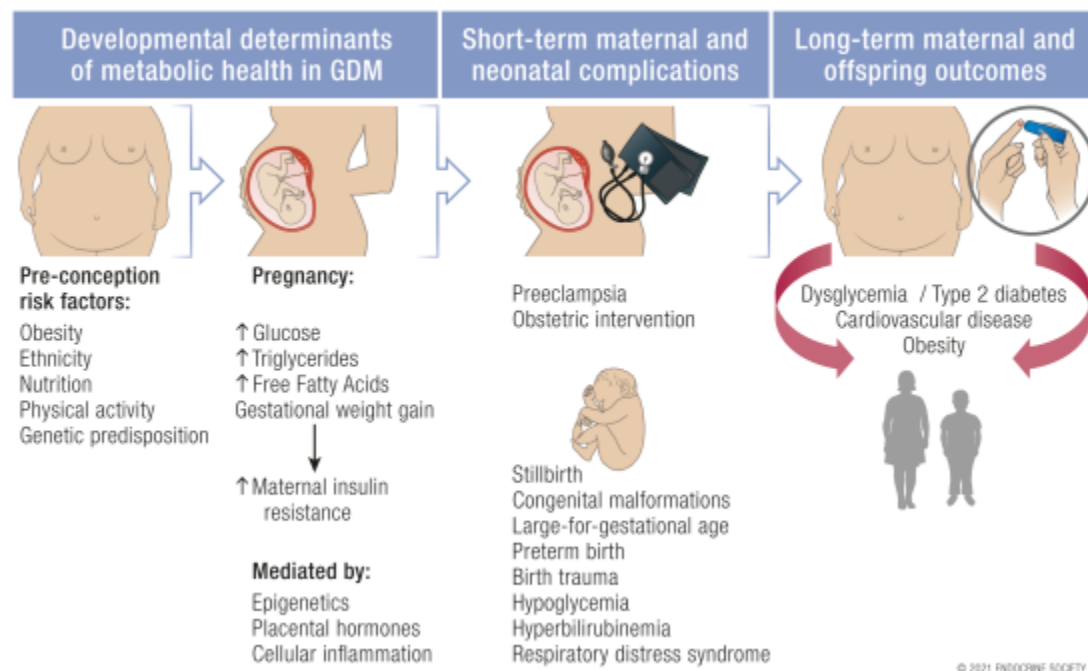 Developmental determinants
of metabolic health in GDM
Short-term maternal and
neonatal complications
Long-term maternal and
offspring outcomes
Pre-conception
risk factors:
Obesity
Ethnicity
Nutrition
Physical activity
Genetic predisposition
Pregnancy:
↑ Glucose
↑ Triglycerides
↑ Free Fatty Acids
Gestational weight gain
↑ Maternal insulin
resistance
Mediated by:
Epigenetics
Placental hormones
Cellular inflammation
Preeclampsia
Obstetric intervention
Stillbirth
Congenital malformations
Large-for-gestational age
Preterm birth
Birth trauma
Hypoglycemia
Hyperbilirubinemia
Respiratory distress syndrome
Dysglycemia / Type 2 diabetes
Cardiovascular disease
Obesity
© 2021 ENDOCRINE SOCIETY